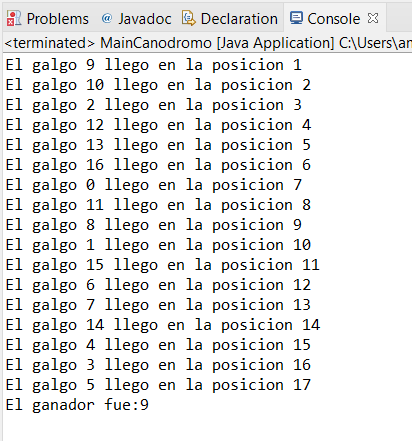 Problems @ Javadoc Declaration Console
<terminated> MainCanodromo [Java Application] C:\Users\an
El galgo 9 llego en la posicion 1
El galgo 10 llego en la posicion 2
El galgo 2 llego en la posicion 3
El galgo 12 llego en la posicion 4
El galgo 13 llego en la posicion 5
El galgo 16 llego en la posicion 6
El galgo 0 llego en la posicion 7
El galgo 11 llego en la posicion 8
El galgo 8 llego en la posicion 9
El galgo 1 llego en la posicion 10
El galgo 15 llego en la posicion 11
El galgo 6 llego en la posicion 12
El galgo 7 llego en la posicion 13
El galgo 14 llego en la posicion 14
El galgo 4 llego en la posicion 15
El galgo 3 llego en la posicion 16
El galgo 5 llego en la posicion 17
El ganador fue:9